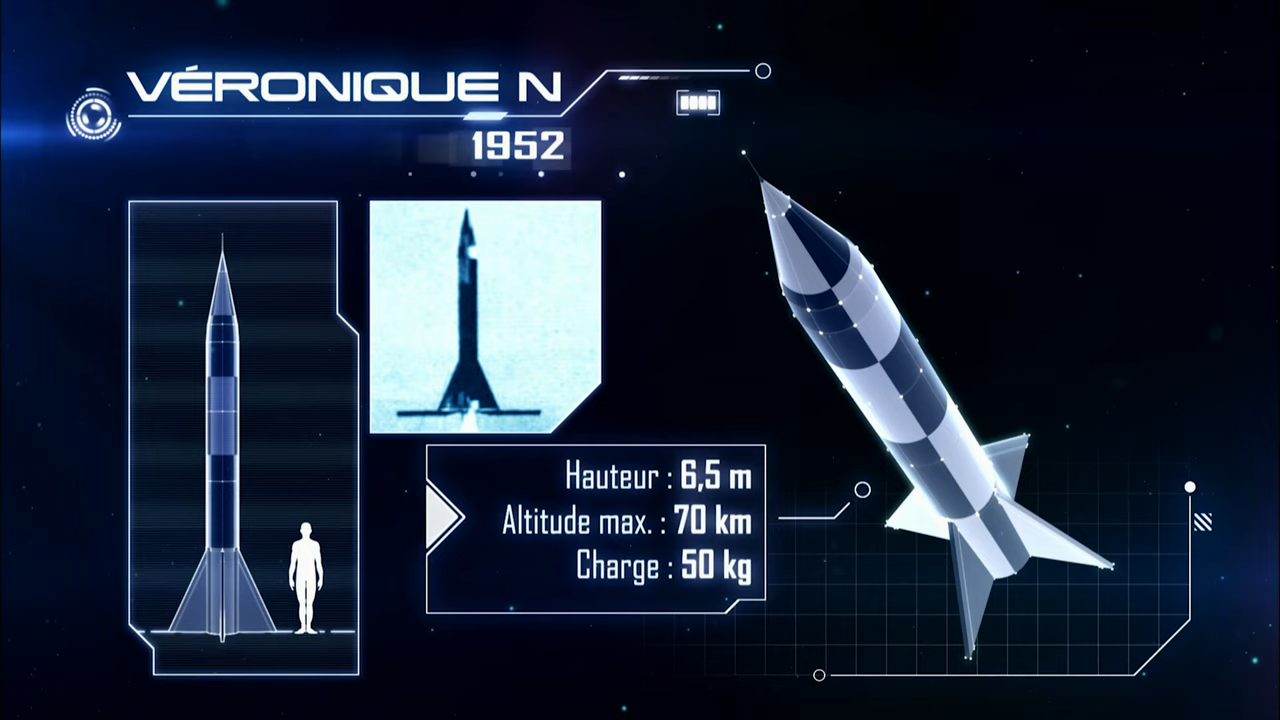 VÉRONIQUE N
1952
Hauteur : 6,5 m
Altitude max. : 70 km
Charge : 50 kg